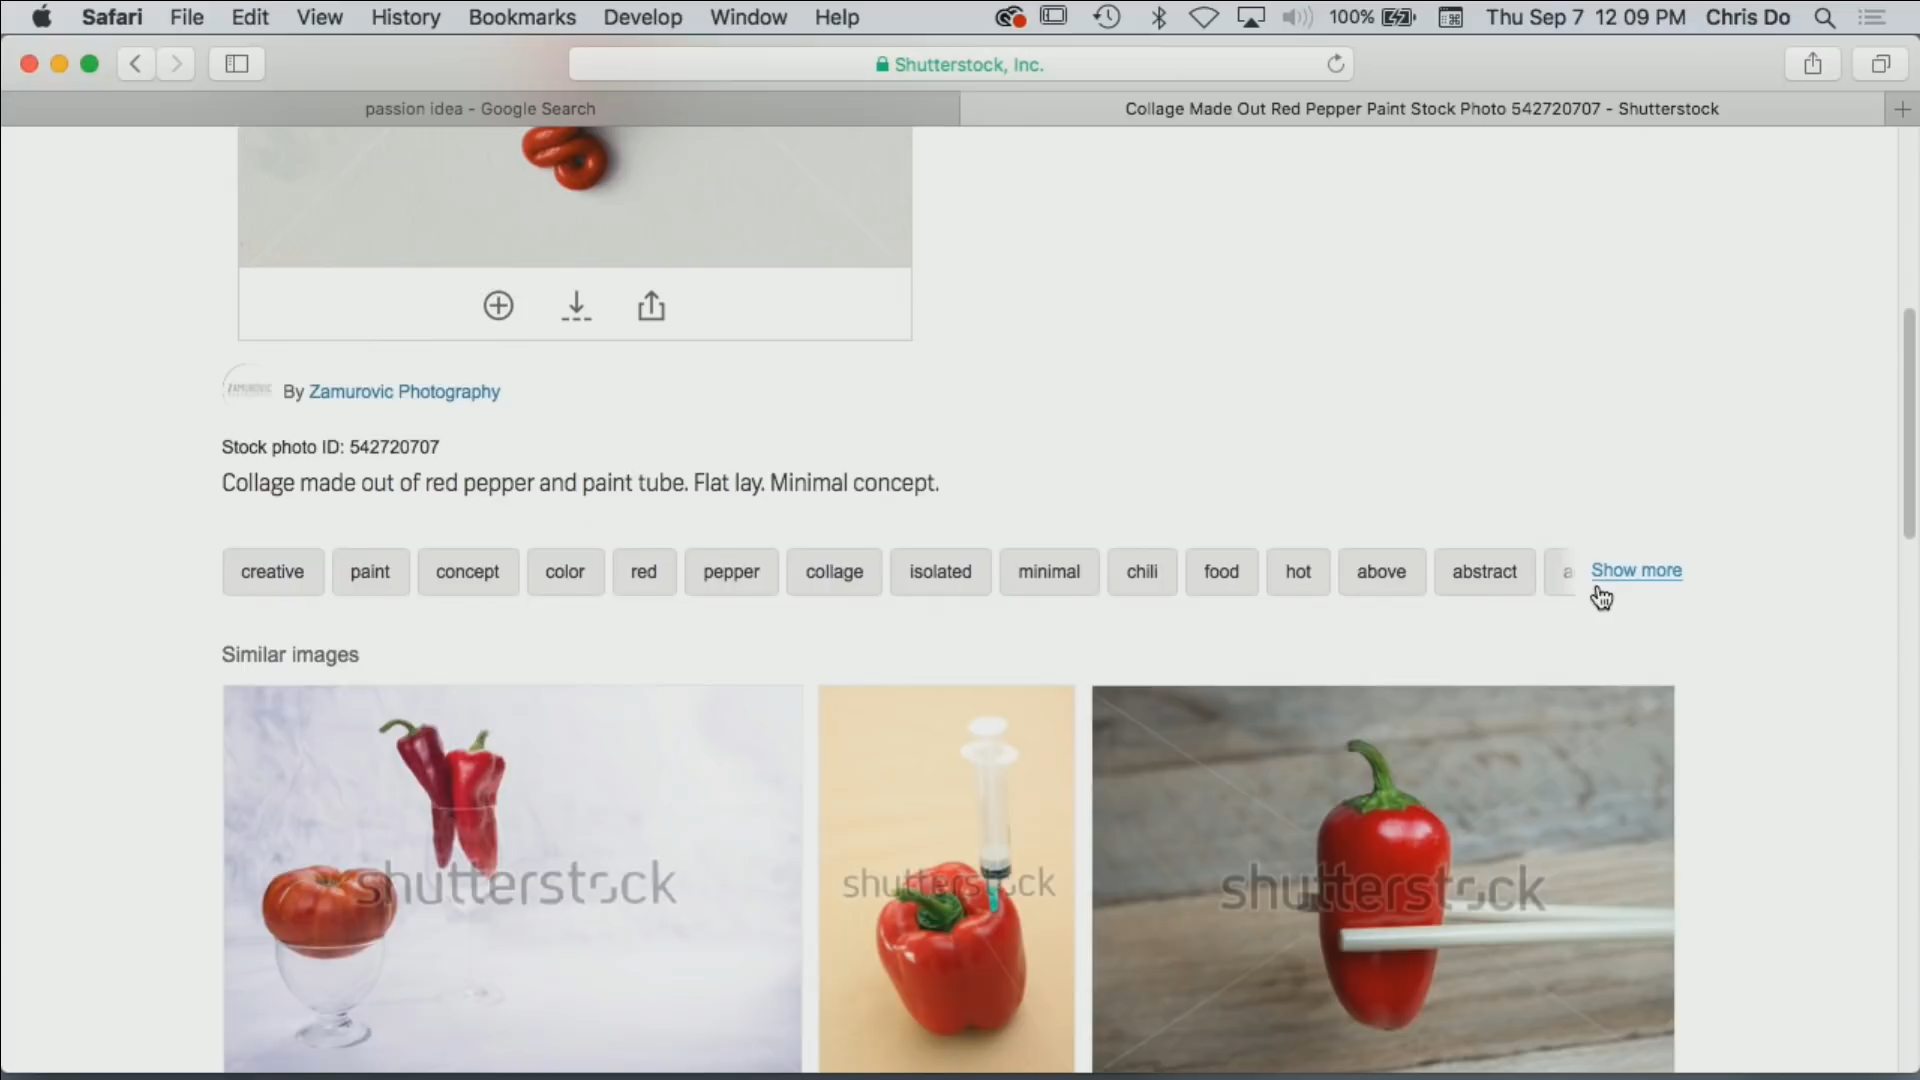 Safari File Edit View History Bookmarks Develop Window Help 100% Thu Sep 7 12 09 PM Chris Do
Shutterstock, Inc.
passion idea - Google Search
Collage Made Out Red Pepper Paint Stock Photo 542720707 - Shutterstock
By Zamurovic Photography
Stock photo ID: 542720707
Collage made out of red pepper and paint tube. Flat lay. Minimal concept.
creative paint concept color red pepper collage isolated minimal chili food hot above abstract a Show more
Similar images
shutterstock
shutterstock
shutterstock